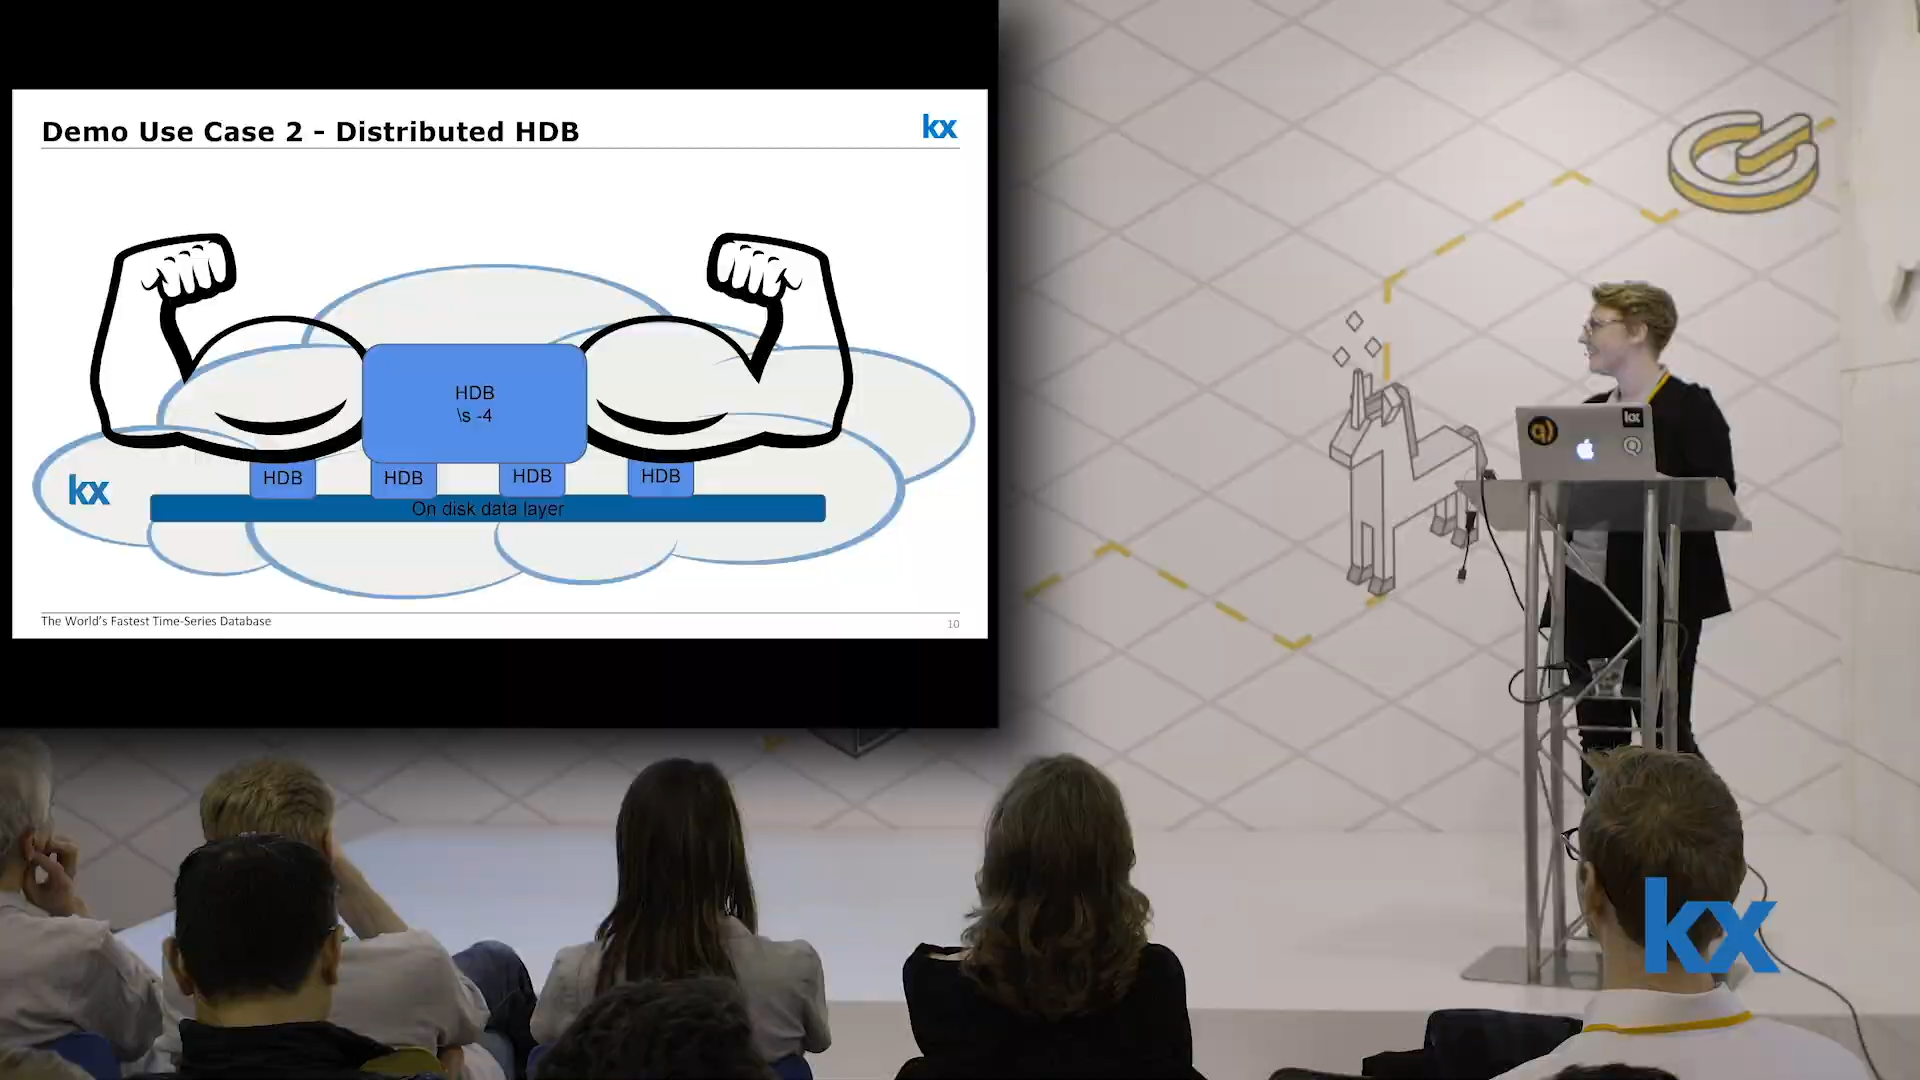 Demo Use Case 2 - Distributed HDB
kx
HDB
\s -4
HDB
HDB
HDB
HDB
kx
On disk data layer
The World's Fastest Time-Series Database
10
kx
q)
kx